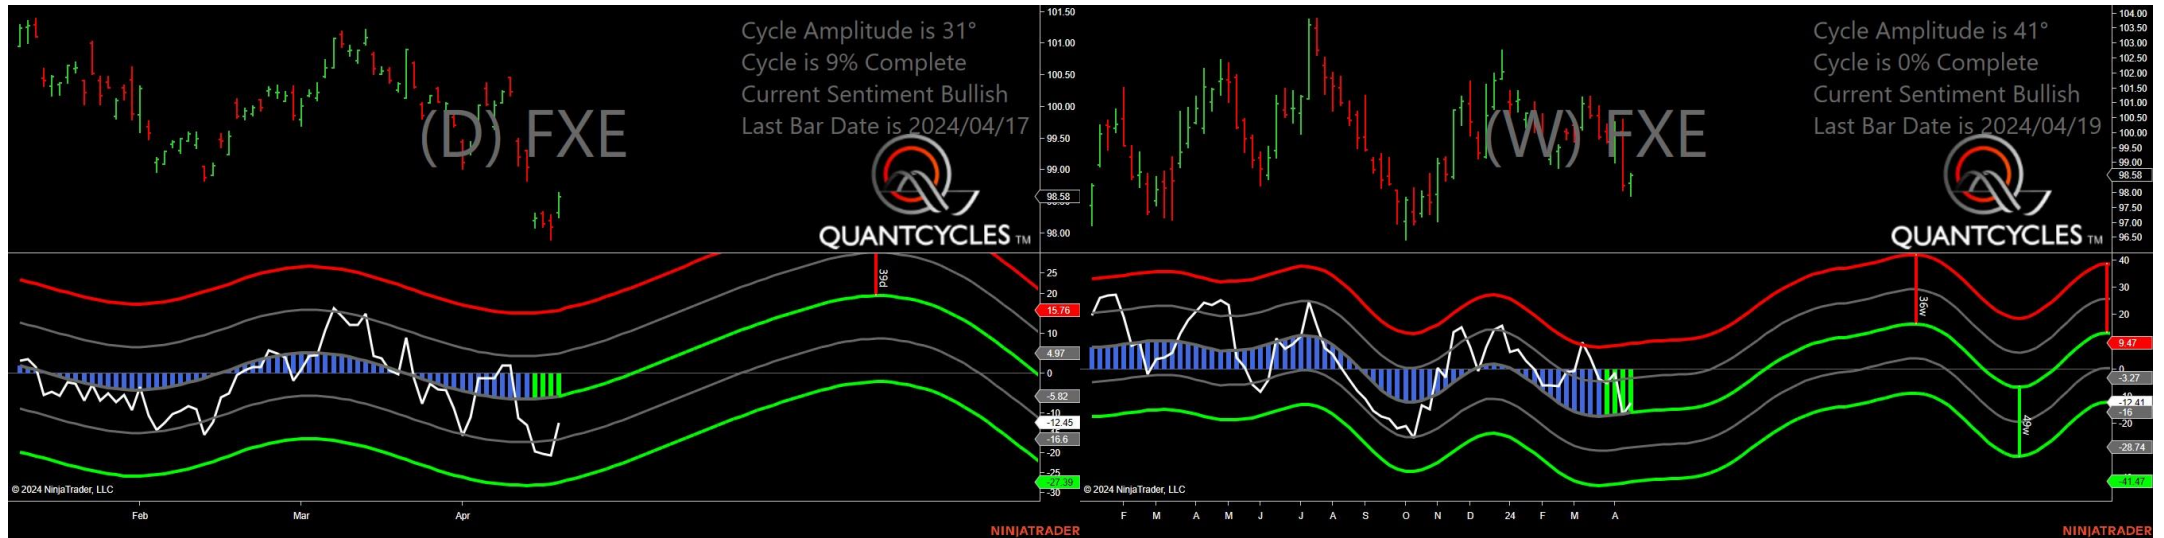 Cycle Amplitude is 31°
Cycle is 9% Complete
Current Sentiment Bullish
Last Bar Date is 2024/04/17
(D) FXE
QUANTCYCLES TM
101.50
101.00
100.50
100.00
99.50
99.00
98.58
98.00
39d
25
20
15.76
10
4.97
0
-5.82
-10
-12.45
-16.6
-20
-25
-27.39
-30
© 2024 NinjaTrader, LLC
Feb Mar Apr
NINJATRADER
Cycle Amplitude is 41°
Cycle is 0% Complete
Current Sentiment Bullish
Last Bar Date is 2024/04/19
(W) FXE
QUANTCYCLES TM
104.00
103.50
103.00
102.50
102.00
101.50
101.00
100.50
100.00
99.50
99.00
98.58
98.00
97.50
97.00
96.50
36w
49w
40
30
20
9.47
0
-3.27
-12.41
-16
-20
-28.74
-41.47
© 2024 NinjaTrader, LLC
F M A M J J A S O N D 24 F M A
NINJATRADER